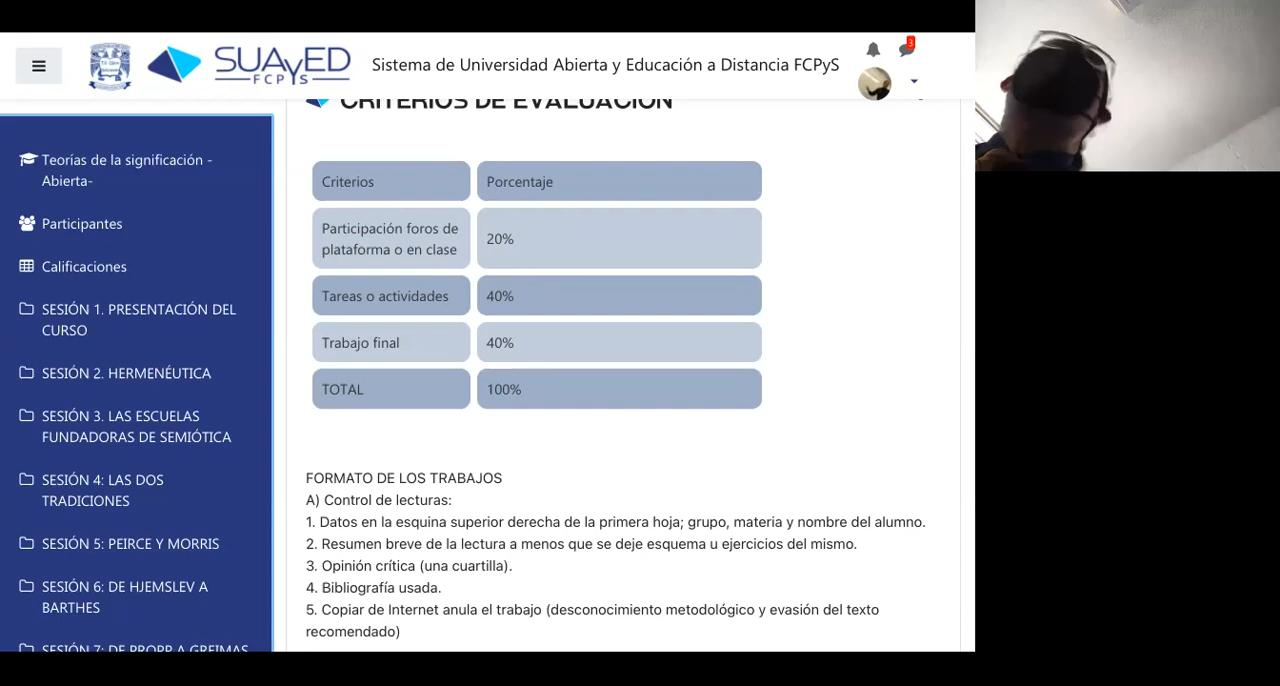 SUAyED
FCPyS
Sistema de Universidad Abierta y Educación a Distancia FCPyS
3
Teorías de la significación -
Abierta-
Participantes
Calificaciones
SESIÓN 1. PRESENTACIÓN DEL
CURSO
SESIÓN 2. HERMENÉUTICA
SESIÓN 3. LAS ESCUELAS
FUNDADORAS DE SEMIÓTICA
SESIÓN 4: LAS DOS
TRADICIONES
SESIÓN 5: PEIRCE Y MORRIS
SESIÓN 6: DE HJEMSLEV A
BARTHES
SESIÓN 7: DE PROPP A GREIMAS
CRITERIOS DE EVALUACIÓN
Criterios Porcentaje
Participación foros de
plataforma o en clase 20%
Tareas o actividades 40%
Trabajo final 40%
TOTAL 100%
FORMATO DE LOS TRABAJOS
A) Control de lecturas:
1. Datos en la esquina superior derecha de la primera hoja; grupo, materia y nombre del alumno.
2. Resumen breve de la lectura a menos que se deje esquema u ejercicios del mismo.
3. Opinión crítica (una cuartilla).
4. Bibliografía usada.
5. Copiar de Internet anula el trabajo (desconocimiento metodológico y evasión del texto
recomendado)